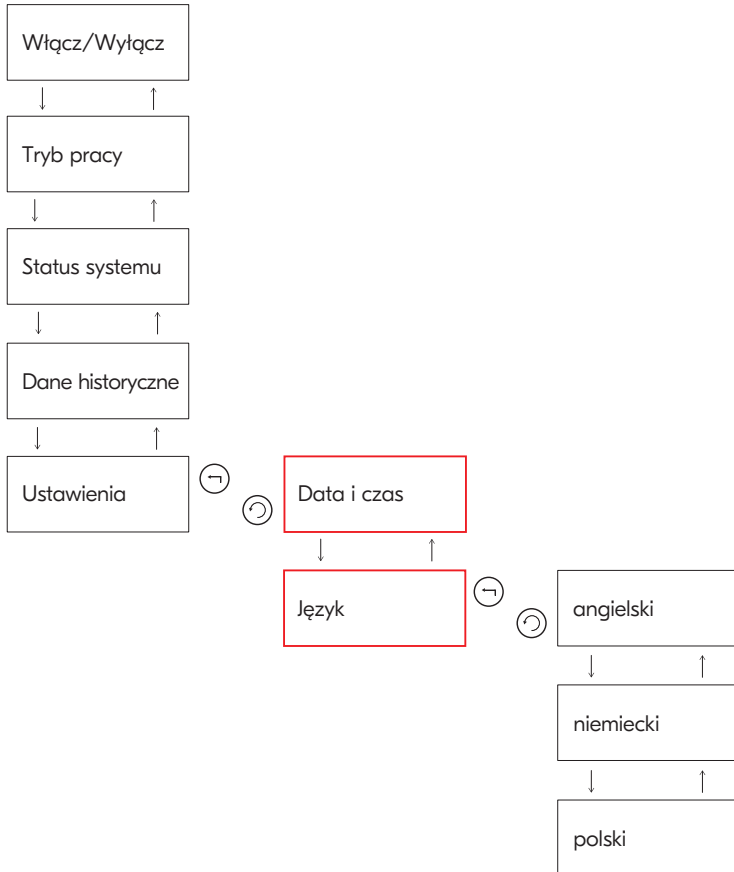 Włącz/Wyłącz
Tryb pracy
Status systemu
Dane historyczne
Ustawienia
Data i czas
Język
angielski
niemiecki
polski